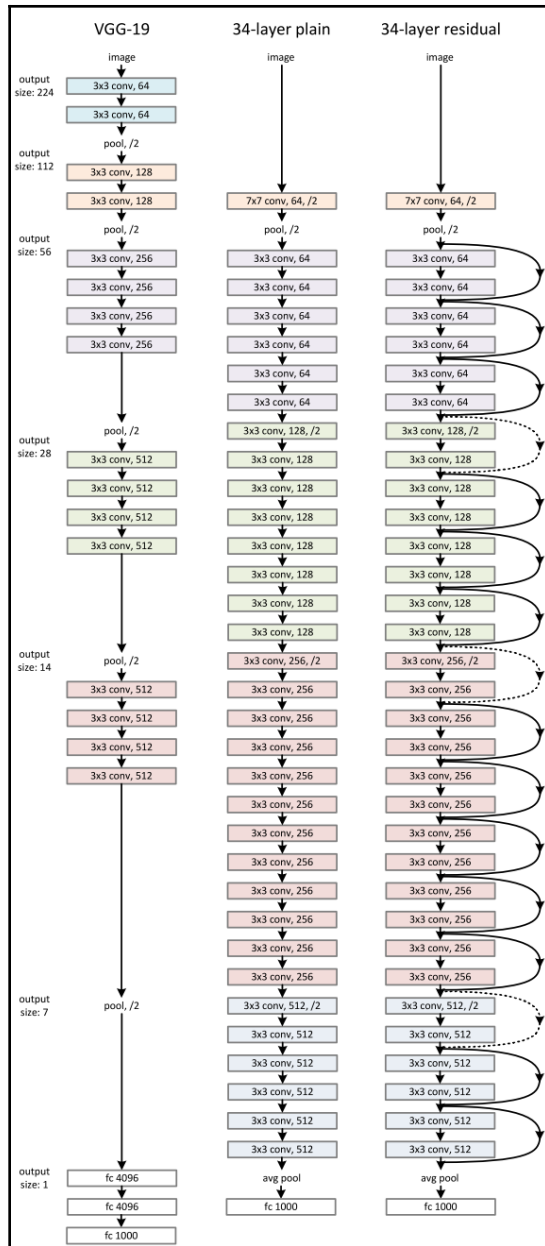 VGG-19
34-layer plain
34-layer residual
output
size: 224
image
3x3 conv, 64
3x3 conv, 64
pool, /2
output
size: 112
3x3 conv, 128
3x3 conv, 128
pool, /2
output
size: 56
3x3 conv, 256
3x3 conv, 256
3x3 conv, 256
3x3 conv, 256
pool, /2
output
size: 28
3x3 conv, 512
3x3 conv, 512
3x3 conv, 512
3x3 conv, 512
pool, /2
output
size: 14
3x3 conv, 512
3x3 conv, 512
3x3 conv, 512
3x3 conv, 512
output
size: 7
pool, /2
output
size: 1
fc 4096
fc 4096
fc 1000
image
7x7 conv, 64, /2
pool, /2
3x3 conv, 64
3x3 conv, 64
3x3 conv, 64
3x3 conv, 64
3x3 conv, 64
3x3 conv, 64
3x3 conv, 128, /2
3x3 conv, 128
3x3 conv, 128
3x3 conv, 128
3x3 conv, 128
3x3 conv, 128
3x3 conv, 128
3x3 conv, 128
3x3 conv, 256, /2
3x3 conv, 256
3x3 conv, 256
3x3 conv, 256
3x3 conv, 256
3x3 conv, 256
3x3 conv, 256
3x3 conv, 256
3x3 conv, 256
3x3 conv, 256
3x3 conv, 256
3x3 conv, 256
3x3 conv, 512, /2
3x3 conv, 512
3x3 conv, 512
3x3 conv, 512
3x3 conv, 512
3x3 conv, 512
avg pool
fc 1000
image
7x7 conv, 64, /2
pool, /2
3x3 conv, 64
3x3 conv, 64
3x3 conv, 64
3x3 conv, 64
3x3 conv, 64
3x3 conv, 64
3x3 conv, 128, /2
3x3 conv, 128
3x3 conv, 128
3x3 conv, 128
3x3 conv, 128
3x3 conv, 128
3x3 conv, 128
3x3 conv, 128
3x3 conv, 256, /2
3x3 conv, 256
3x3 conv, 256
3x3 conv, 256
3x3 conv, 256
3x3 conv, 256
3x3 conv, 256
3x3 conv, 256
3x3 conv, 256
3x3 conv, 256
3x3 conv, 256
3x3 conv, 256
3x3 conv, 512, /2
3x3 conv, 512
3x3 conv, 512
3x3 conv, 512
3x3 conv, 512
3x3 conv, 512
avg pool
fc 1000